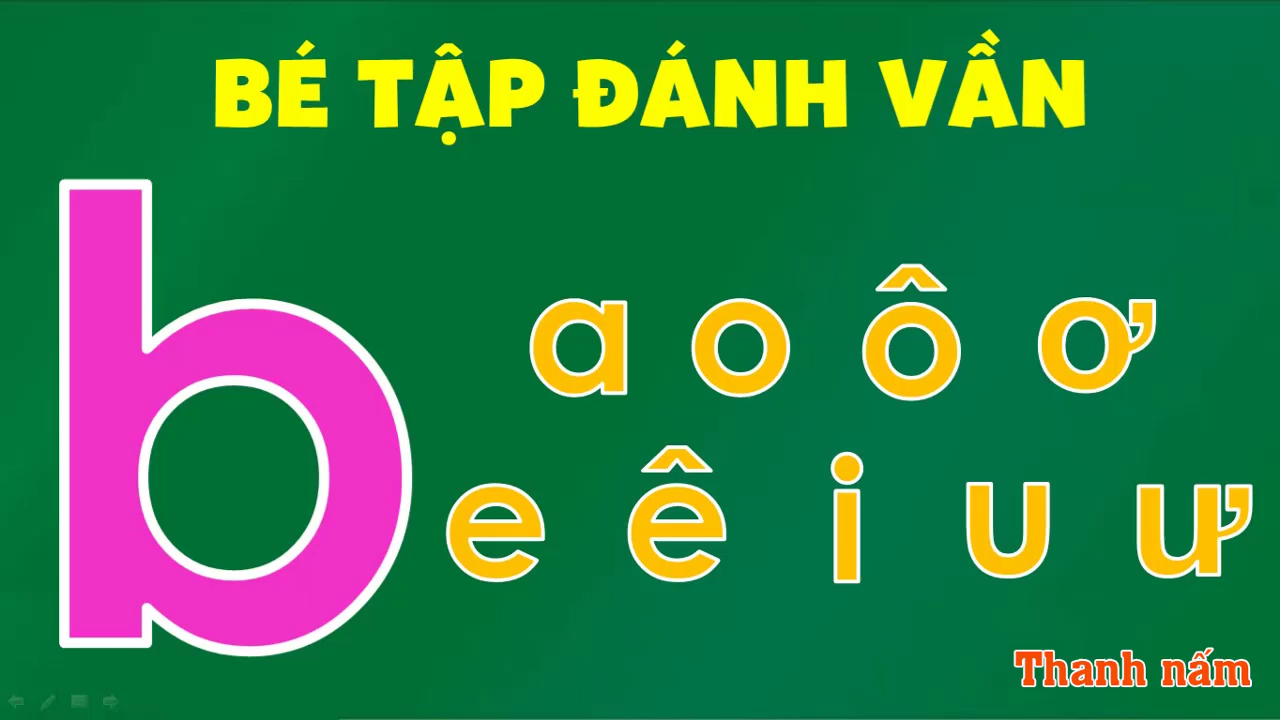 BÉ TẬP ĐÁNH VẦN
b
a o ô ơ
e ê i u ư
Thanh nấm